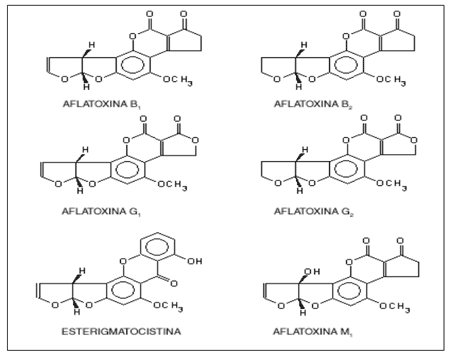 O O O O
O O
H H
O O O O
OCH₃ OCH₃
H H
AFLATOXINA B₁ AFLATOXINA B₂
O O O O
O O O O
H H
O O O O
OCH₃ OCH₃
H H
AFLATOXINA G₁ AFLATOXINA G₂
O O
OH O
O OH
H O
O O OCH₃ O O OCH₃
H H
ESTERIGMATOCISTINA AFLATOXINA M₁